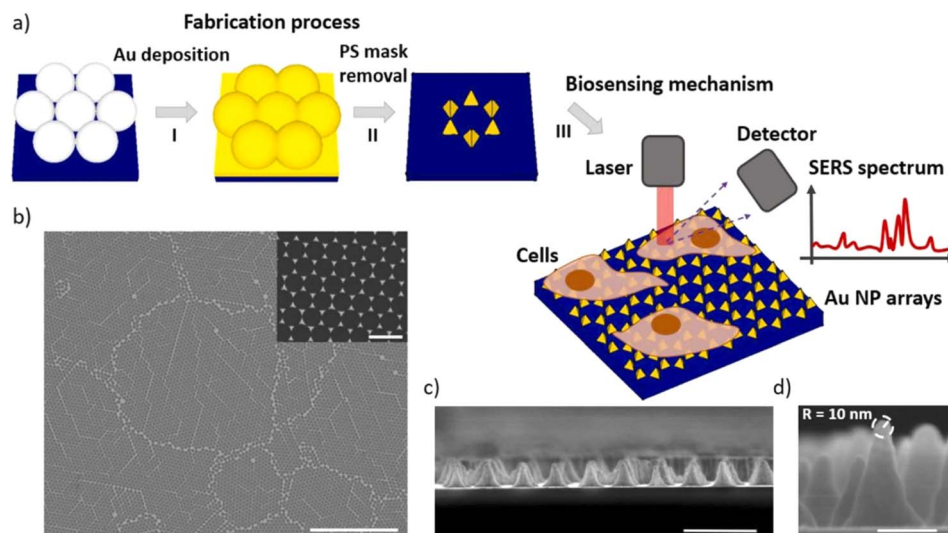 a)
Fabrication process
Au deposition
PS mask
removal
I
II
III
Biosensing mechanism
Laser
Detector
SERS spectrum
Cells
Au NP arrays
b)
c)
d)
R = 10 nm